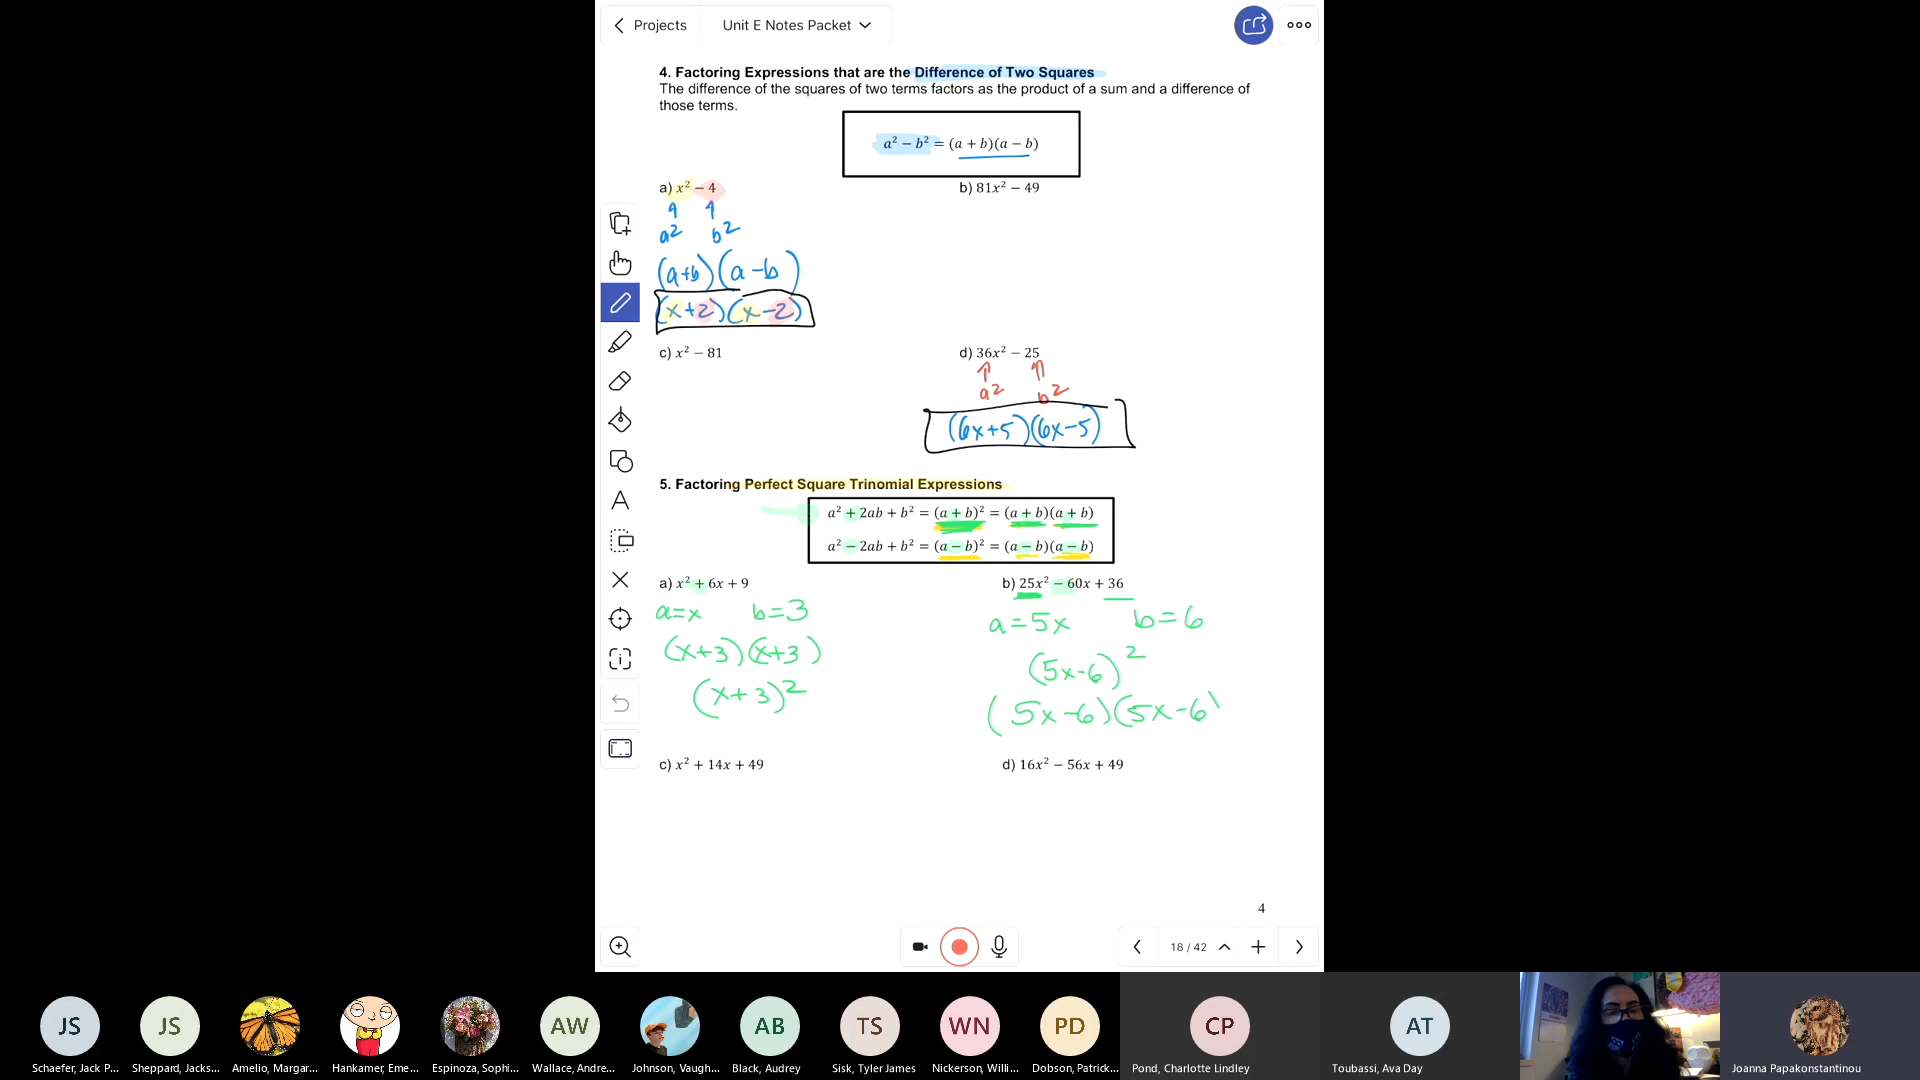 Projects Unit E Notes Packet
4. Factoring Expressions that are the Difference of Two Squares
The difference of the squares of two terms factors as the product of a sum and a difference of
those terms.
a² − b² = (a + b)(a − b)
a) x² − 4 b) 81x² − 49
a² b²
(a+b)(a-b)
(x+2)(x-2)
c) x² − 81 d) 36x² − 25
a² b²
(6x+5)(6x-5)
5. Factoring Perfect Square Trinomial Expressions
a² + 2ab + b² = (a + b)² = (a + b)(a + b)
a² − 2ab + b² = (a − b)² = (a − b)(a − b)
a) x² + 6x + 9 b) 25x² − 60x + 36
a=x b=3 a=5x b=6
(x+3)(x+3) (5x-6)²
(x+3)² (5x-6)(5x-6)
c) x² + 14x + 49 d) 16x² − 56x + 49
4
18 / 42
JS JS AW AB TS WN PD CP AT
Schaefer, Jack P... Sheppard, Jacks... Amelio, Margar... Hankamer, Eme... Espinoza, Sophi... Wallace, Andre... Johnson, Vaugh... Black, Audrey Sisk, Tyler James Nickerson, Willi... Dobson, Patrick... Pond, Charlotte Lindley Toubassi, Ava Day Joanna Papakonstantinou